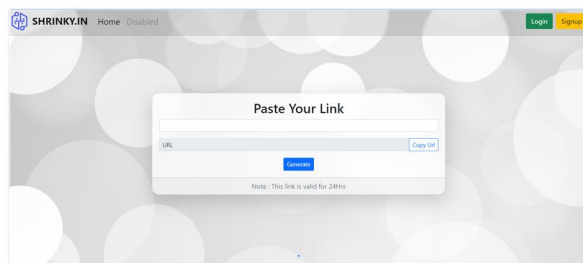 SHRINKY.IN Home Disabled Login Signup
Paste Your Link
URL Copy Url
Generate
Note : This link is valid for 24Hrs